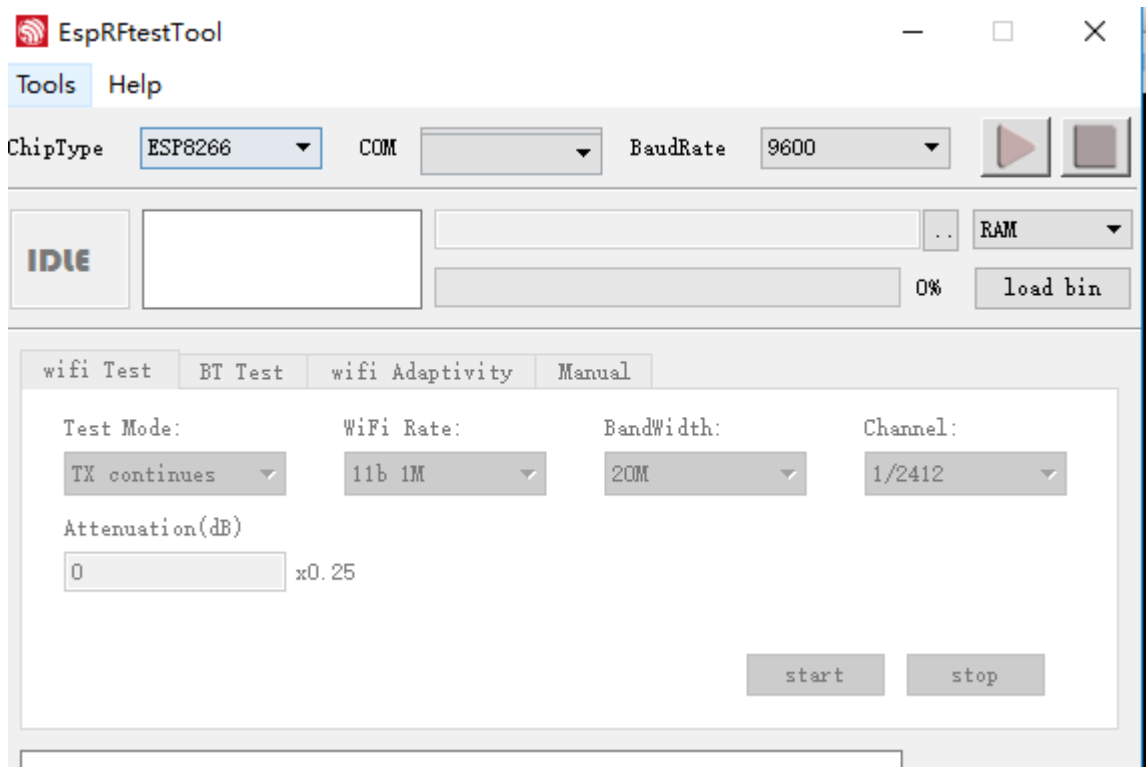 EspRFtestTool
Tools Help
ChipType ESP8266 COM BaudRate 9600
IDLE .. RAM
0% load bin
wifi Test BT Test wifi Adaptivity Manual
Test Mode: WiFi Rate: BandWidth: Channel:
TX continues 11b 1M 20M 1/2412
Attenuation(dB)
0 x0.25
start stop